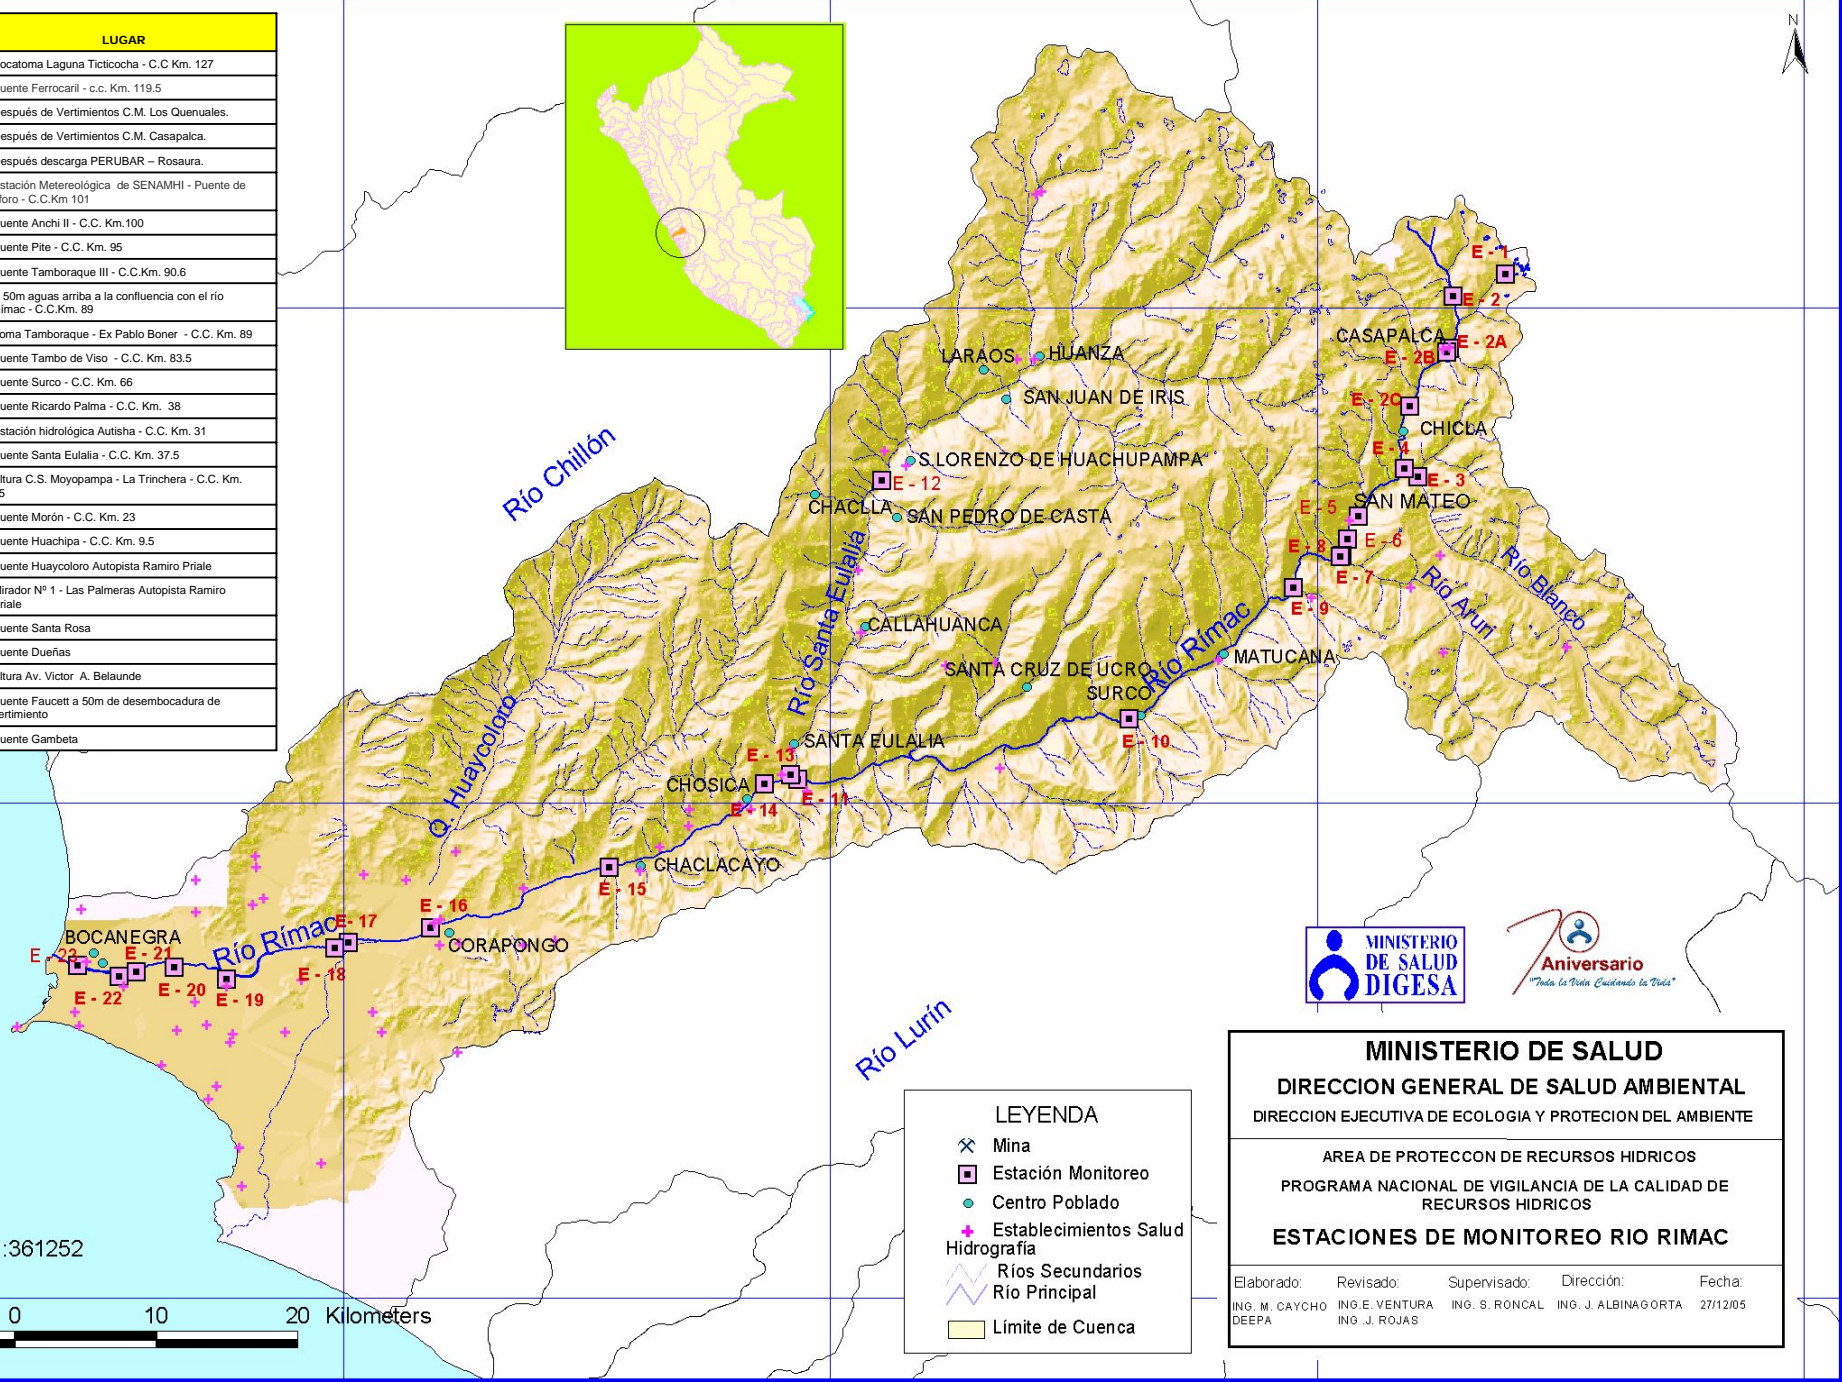 LUGAR
ocatoma Laguna Ticticocha - C.C Km. 127
uente Ferrocaril - c.c. Km. 119.5
espués de Vertimientos C.M. Los Quenuales.
espués de Vertimientos C.M. Casapalca.
espués descarga PERUBAR – Rosaura.
stación Metereológica de SENAMHI - Puente de
foro - C.C.Km 101
uente Anchi II - C.C. Km.100
uente Pite - C.C. Km. 95
uente Tamboraque III - C.C.Km. 90.6
50m aguas arriba a la confluencia con el río
ímac - C.C.Km. 89
oma Tamboraque - Ex Pablo Boner - C.C. Km. 89
uente Tambo de Viso - C.C. Km. 83.5
uente Surco - C.C. Km. 66
uente Ricardo Palma - C.C. Km. 38
stación hidrológica Autisha - C.C. Km. 31
uente Santa Eulalia - C.C. Km. 37.5
ltura C.S. Moyopampa - La Trinchera - C.C. Km.
5
uente Morón - C.C. Km. 23
uente Huachipa - C.C. Km. 9.5
uente Huaycoloro Autopista Ramiro Priale
lirador Nº 1 - Las Palmeras Autopista Ramiro
riale
uente Santa Rosa
uente Dueñas
ltura Av. Victor A. Belaunde
uente Faucett a 50m de desembocadura de
ertimiento
uente Gambeta
N
E - 1
E - 2
CASAPALCA
E - 2A
E - 2B
LARAOS
HUANZA
SAN JUAN DE IRIS
E - 2C
CHICLA
E - 4
Río Chillón
S.LORENZO DE HUACHUPAMPA
E - 12
E - 3
CHACLLA
SAN PEDRO DE CASTA
E - 5
SAN MATEO
E - 6
E - 8
E - 7
Río Blanco
Río Aruri
E - 9
Río Santa Eulalia
CALLAHUANCA
Río Rimac
MATUCANA
SANTA CRUZ DE UCRO
SURCO
E - 10
Q. Huaycoloro
SANTA EULALIA
E - 13
CHOSICA
E - 11
E - 14
CHACLACAYO
E - 15
E - 16
E- 17
Río Rímac
CORAPONGO
BOCANEGRA
E - 23
E - 21
E - 18
E - 20
E - 19
E - 22
Río Lurín
MINISTERIO
DE SALUD
DIGESA
70
Aniversario
"Toda la Vida Cuidando la Vida"
MINISTERIO DE SALUD
DIRECCION GENERAL DE SALUD AMBIENTAL
DIRECCION EJECUTIVA DE ECOLOGIA Y PROTECION DEL AMBIENTE
AREA DE PROTECCON DE RECURSOS HIDRICOS
PROGRAMA NACIONAL DE VIGILANCIA DE LA CALIDAD DE
RECURSOS HIDRICOS
ESTACIONES DE MONITOREO RIO RIMAC
Elaborado: Revisado: Supervisado: Dirección: Fecha:
ING. M. CAYCHO ING.E. VENTURA ING. S. RONCAL ING. J. ALBINAGORTA 27/12/05
DEEPA ING .J. ROJAS
LEYENDA
Mina
Estación Monitoreo
Centro Poblado
Establecimientos Salud
Hidrografía
Ríos Secundarios
Río Principal
Límite de Cuenca
:361252
0 10 20 Kilometers